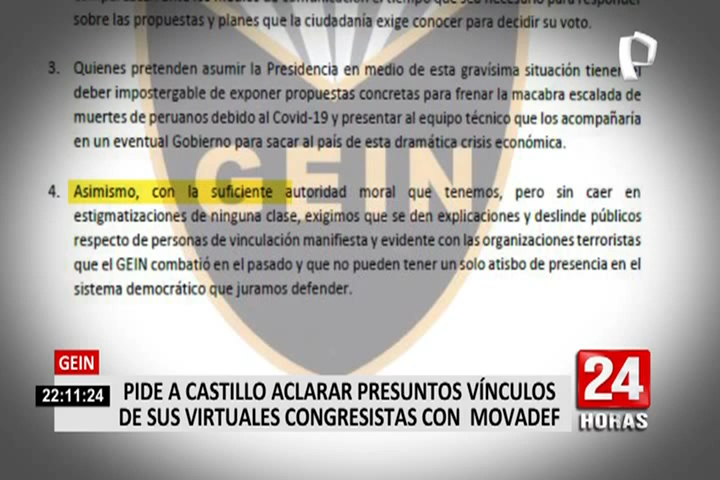 sobre las propuestas y planes que la ciudadanía exige conocer para decidir su voto.
3. Quienes pretenden asumir la Presidencia en medio de esta gravísima situación tienen el
deber impostergable de exponer propuestas concretas para frenar la macabra escalada de
muertes de peruanos debido al Covid-19 y presentar al equipo técnico que los acompañaría
en un eventual Gobierno para sacar al país de esta dramática crisis económica.
4. Asimismo, con la suficiente autoridad moral que tenemos, pero sin caer en
estigmatizaciones de ninguna clase, exigimos que se den explicaciones y deslinde públicos
respecto de personas de vinculación manifiesta y evidente con las organizaciones terroristas
que el GEIN combatió en el pasado y que no pueden tener un solo atisbo de presencia en el
sistema democrático que juramos defender.
GEIN
GEIN
22:11:24
PIDE A CASTILLO ACLARAR PRESUNTOS VÍNCULOS
DE SUS VIRTUALES CONGRESISTAS CON MOVADEF
24
HORAS